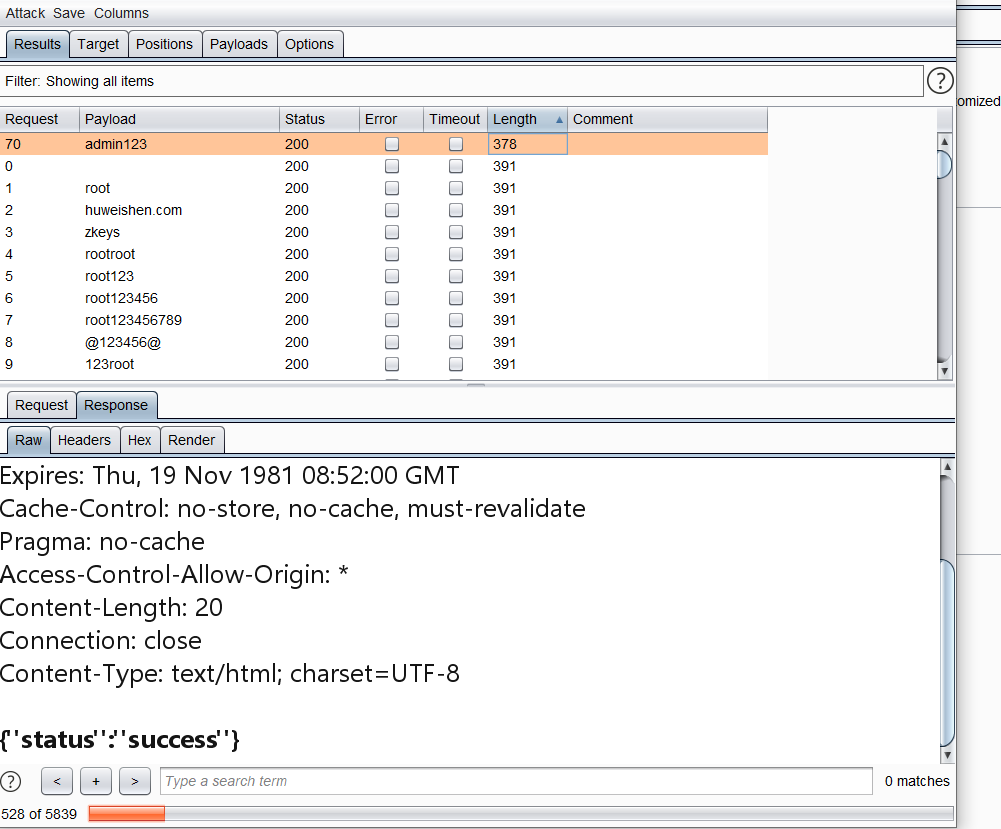 Attack Save Columns
Results Target Positions Payloads Options
Filter: Showing all items ?
omized
Request Payload Status Error Timeout Length Comment
70 admin123 200 378
0 200 391
1 root 200 391
2 huweishen.com 200 391
3 zkeys 200 391
4 rootroot 200 391
5 root123 200 391
6 root123456 200 391
7 root123456789 200 391
8 @123456@ 200 391
9 123root 200 391
Request Response
Raw Headers Hex Render
Expires: Thu, 19 Nov 1981 08:52:00 GMT
Cache-Control: no-store, no-cache, must-revalidate
Pragma: no-cache
Access-Control-Allow-Origin: *
Content-Length: 20
Connection: close
Content-Type: text/html; charset=UTF-8
{"status":"success"}
? < + > Type a search term 0 matches
528 of 5839